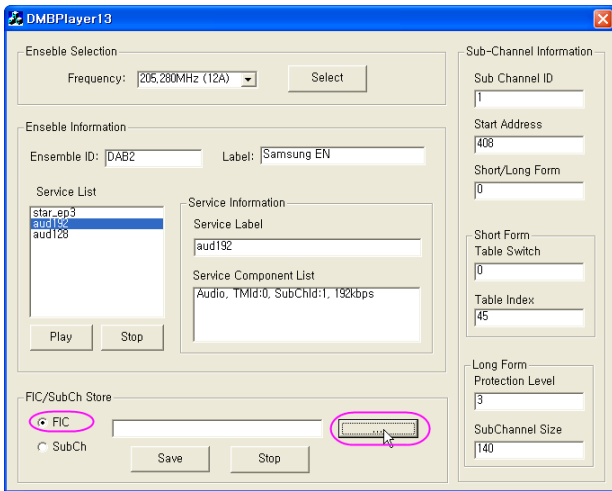 DMBPlayer13
Enseble Selection
Frequency: 205,280MHz (12A)
Select
Enseble Information
Ensemble ID: DAB2
Label: Samsung EN
Service List
star_ep3
aud192
aud128
Play
Stop
Service Information
Service Label
aud192
Service Component List
Audio, TMId:0, SubChId:1, 192kbps
FIC/SubCh Store
FIC
...
SubCh
Save
Stop
Sub-Channel Information
Sub Channel ID
1
Start Address
408
Short/Long Form
0
Short Form
Table Switch
0
Table Index
45
Long Form
Protection Level
3
SubChannel Size
140